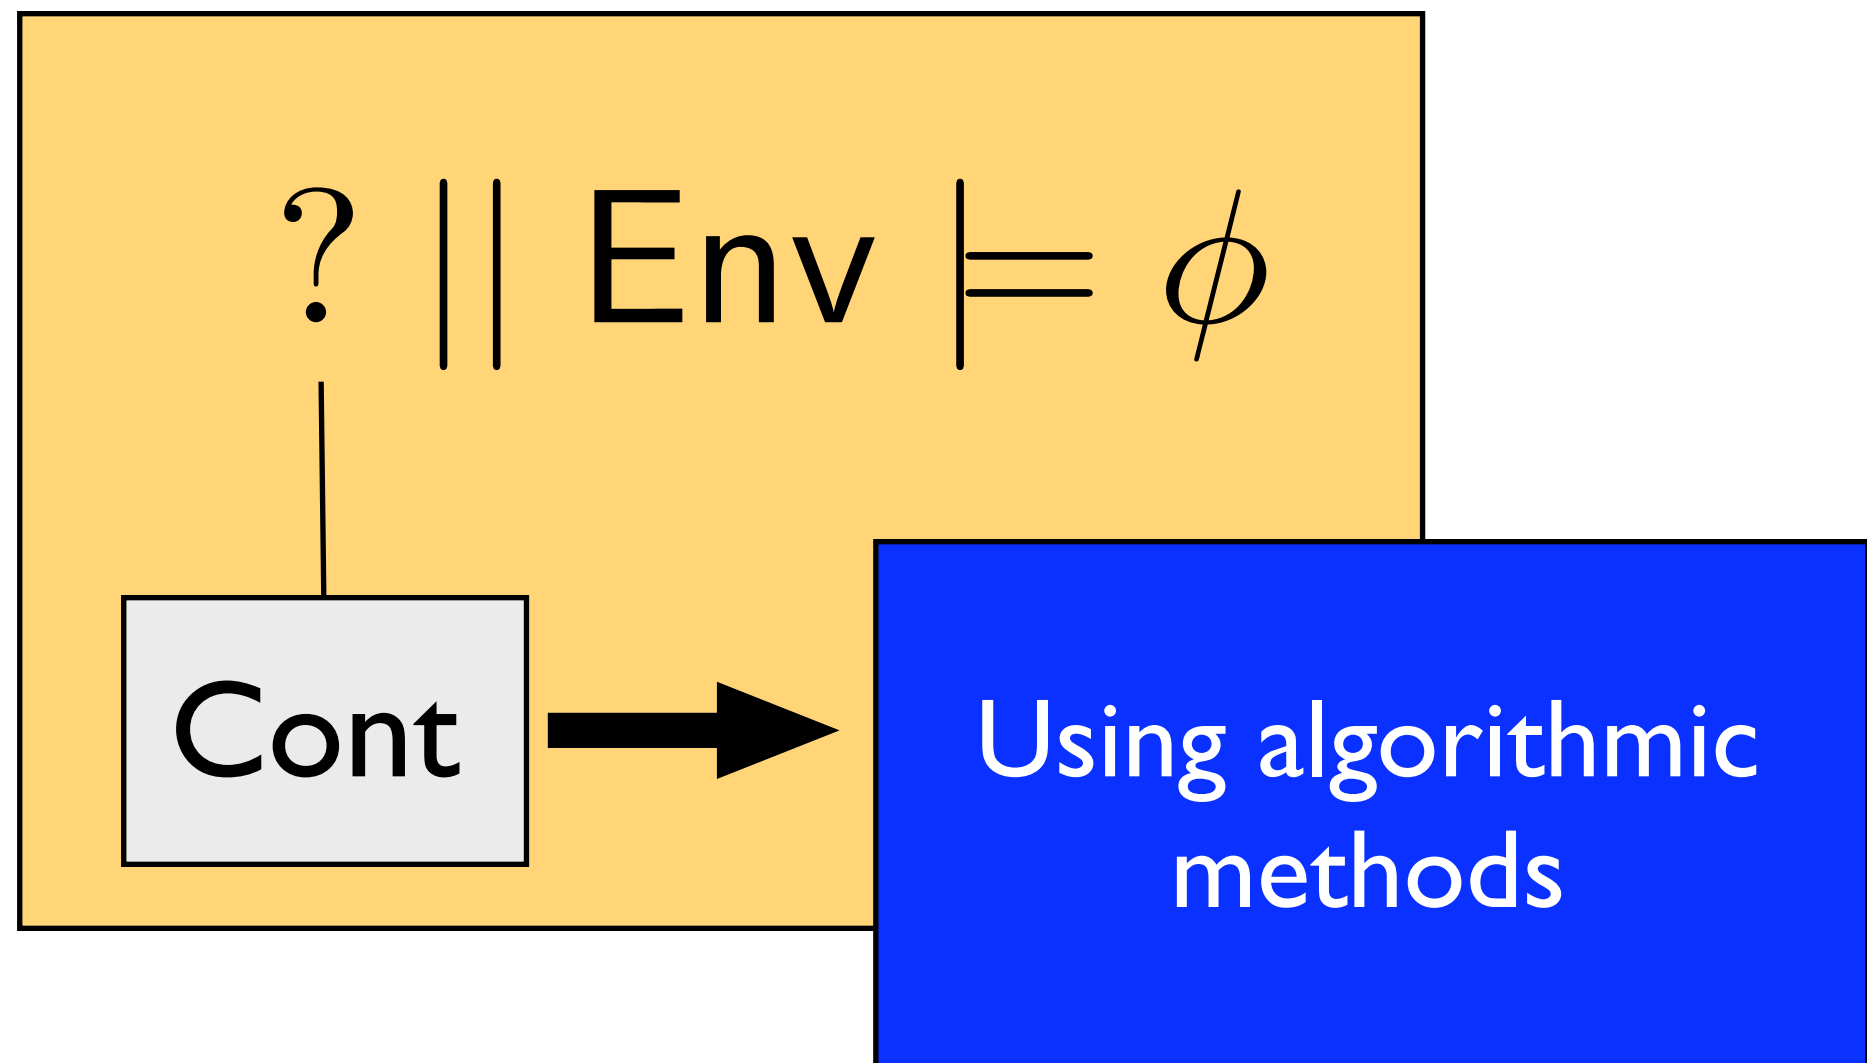 ? || Env ⊨ ϕ
Cont
Using algorithmic
methods